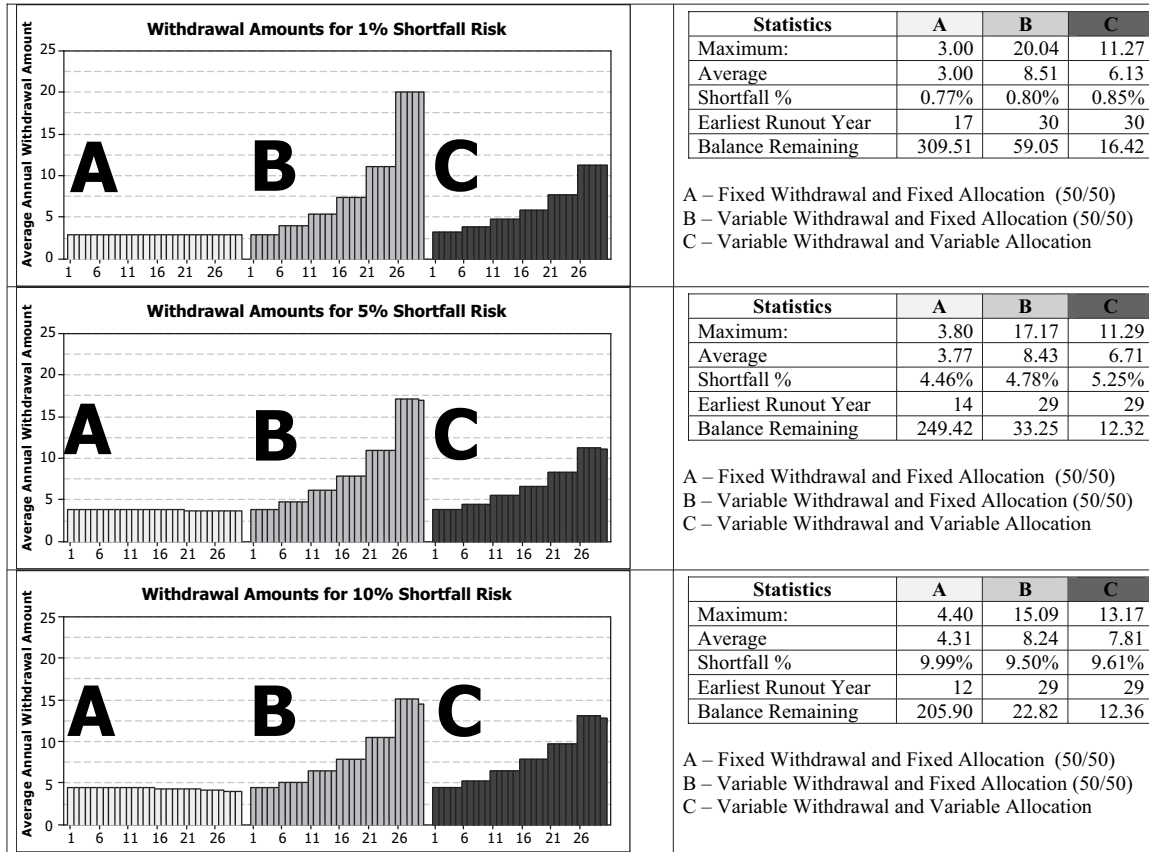 Withdrawal Amounts for 1% Shortfall Risk
Average Annual Withdrawal Amount
25
20
15
10
5
0
A B C
1 6 11 16 21 26 1 6 11 16 21 26 1 6 11 16 21 26
Statistics A B C
Maximum: 3.00 20.04 11.27
Average 3.00 8.51 6.13
Shortfall % 0.77% 0.80% 0.85%
Earliest Runout Year 17 30 30
Balance Remaining 309.51 59.05 16.42
A – Fixed Withdrawal and Fixed Allocation (50/50)
B – Variable Withdrawal and Fixed Allocation (50/50)
C – Variable Withdrawal and Variable Allocation
Withdrawal Amounts for 5% Shortfall Risk
Average Annual Withdrawal Amount
25
20
15
10
5
0
A B C
1 6 11 16 21 26 1 6 11 16 21 26 1 6 11 16 21 26
Statistics A B C
Maximum: 3.80 17.17 11.29
Average 3.77 8.43 6.71
Shortfall % 4.46% 4.78% 5.25%
Earliest Runout Year 14 29 29
Balance Remaining 249.42 33.25 12.32
A – Fixed Withdrawal and Fixed Allocation (50/50)
B – Variable Withdrawal and Fixed Allocation (50/50)
C – Variable Withdrawal and Variable Allocation
Withdrawal Amounts for 10% Shortfall Risk
Average Annual Withdrawal Amount
25
20
15
10
5
0
A B C
1 6 11 16 21 26 1 6 11 16 21 26 1 6 11 16 21 26
Statistics A B C
Maximum: 4.40 15.09 13.17
Average 4.31 8.24 7.81
Shortfall % 9.99% 9.50% 9.61%
Earliest Runout Year 12 29 29
Balance Remaining 205.90 22.82 12.36
A – Fixed Withdrawal and Fixed Allocation (50/50)
B – Variable Withdrawal and Fixed Allocation (50/50)
C – Variable Withdrawal and Variable Allocation